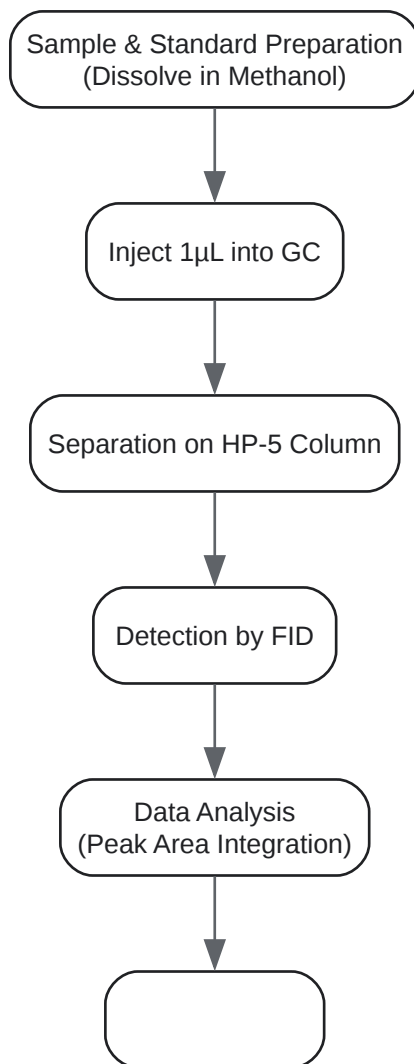 Sample & Standard Preparation
(Dissolve in Methanol)
Inject 1µL into GC
Separation on HP-5 Column
Detection by FID
Data Analysis
(Peak Area Integration)